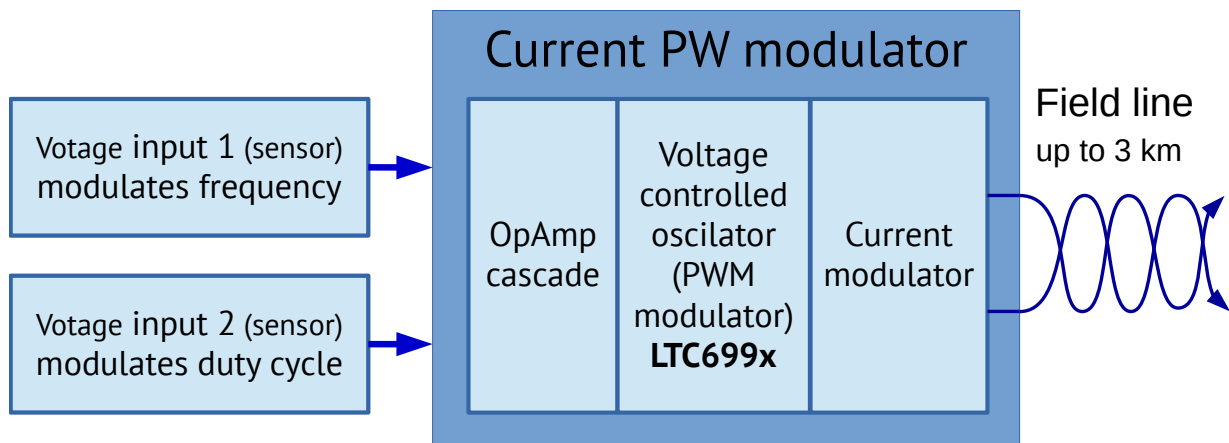 Current PW modulator
Votage input 1 (sensor)
modulates frequency
Votage input 2 (sensor)
modulates duty cycle
OpAmp
cascade
Voltage
controlled
oscilator
(PWM
modulator)
LTC699x
Current
modulator
Field line
up to 3 km